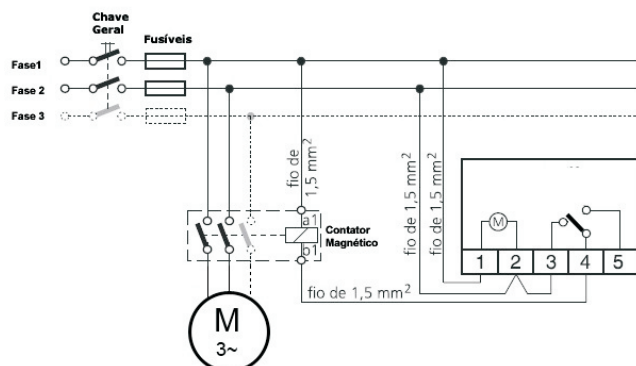 Chave
Geral
Fusíveis
Fase1
Fase 2
Fase 3
fio de
1,5 mm²
fio de 1,5 mm²
fio de 1,5 mm²
a1
b1
Contator
Magnético
M
1 2 3 4 5
fio de 1,5 mm²
M
3~